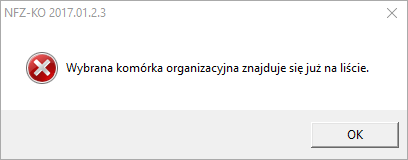 NFZ-KO 2017.01.2.3
Wybrana komórka organizacyjna znajduje się już na liście.
OK